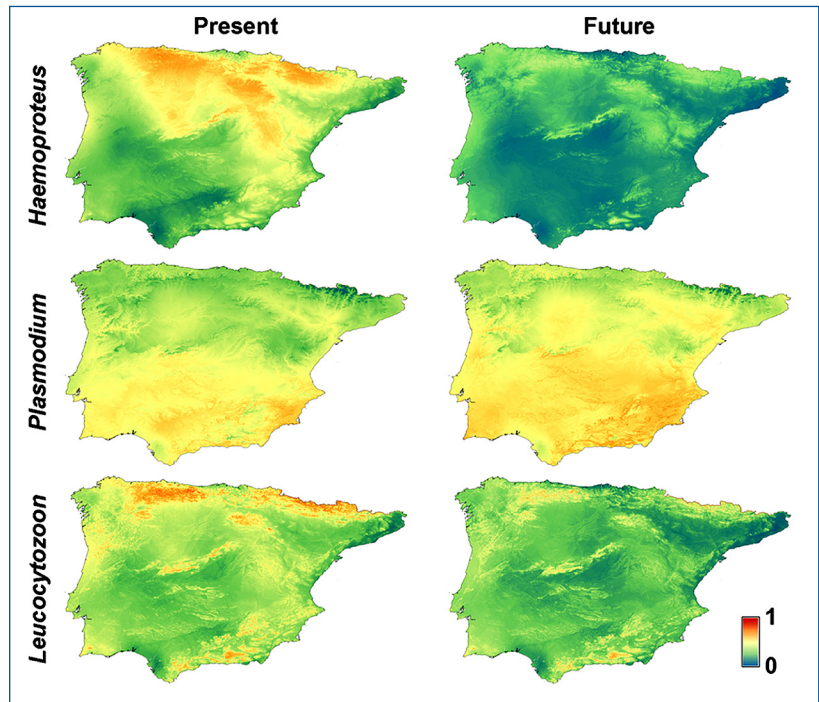 Present Future
Haemoproteus
Plasmodium
Leucocytozoon
1
0